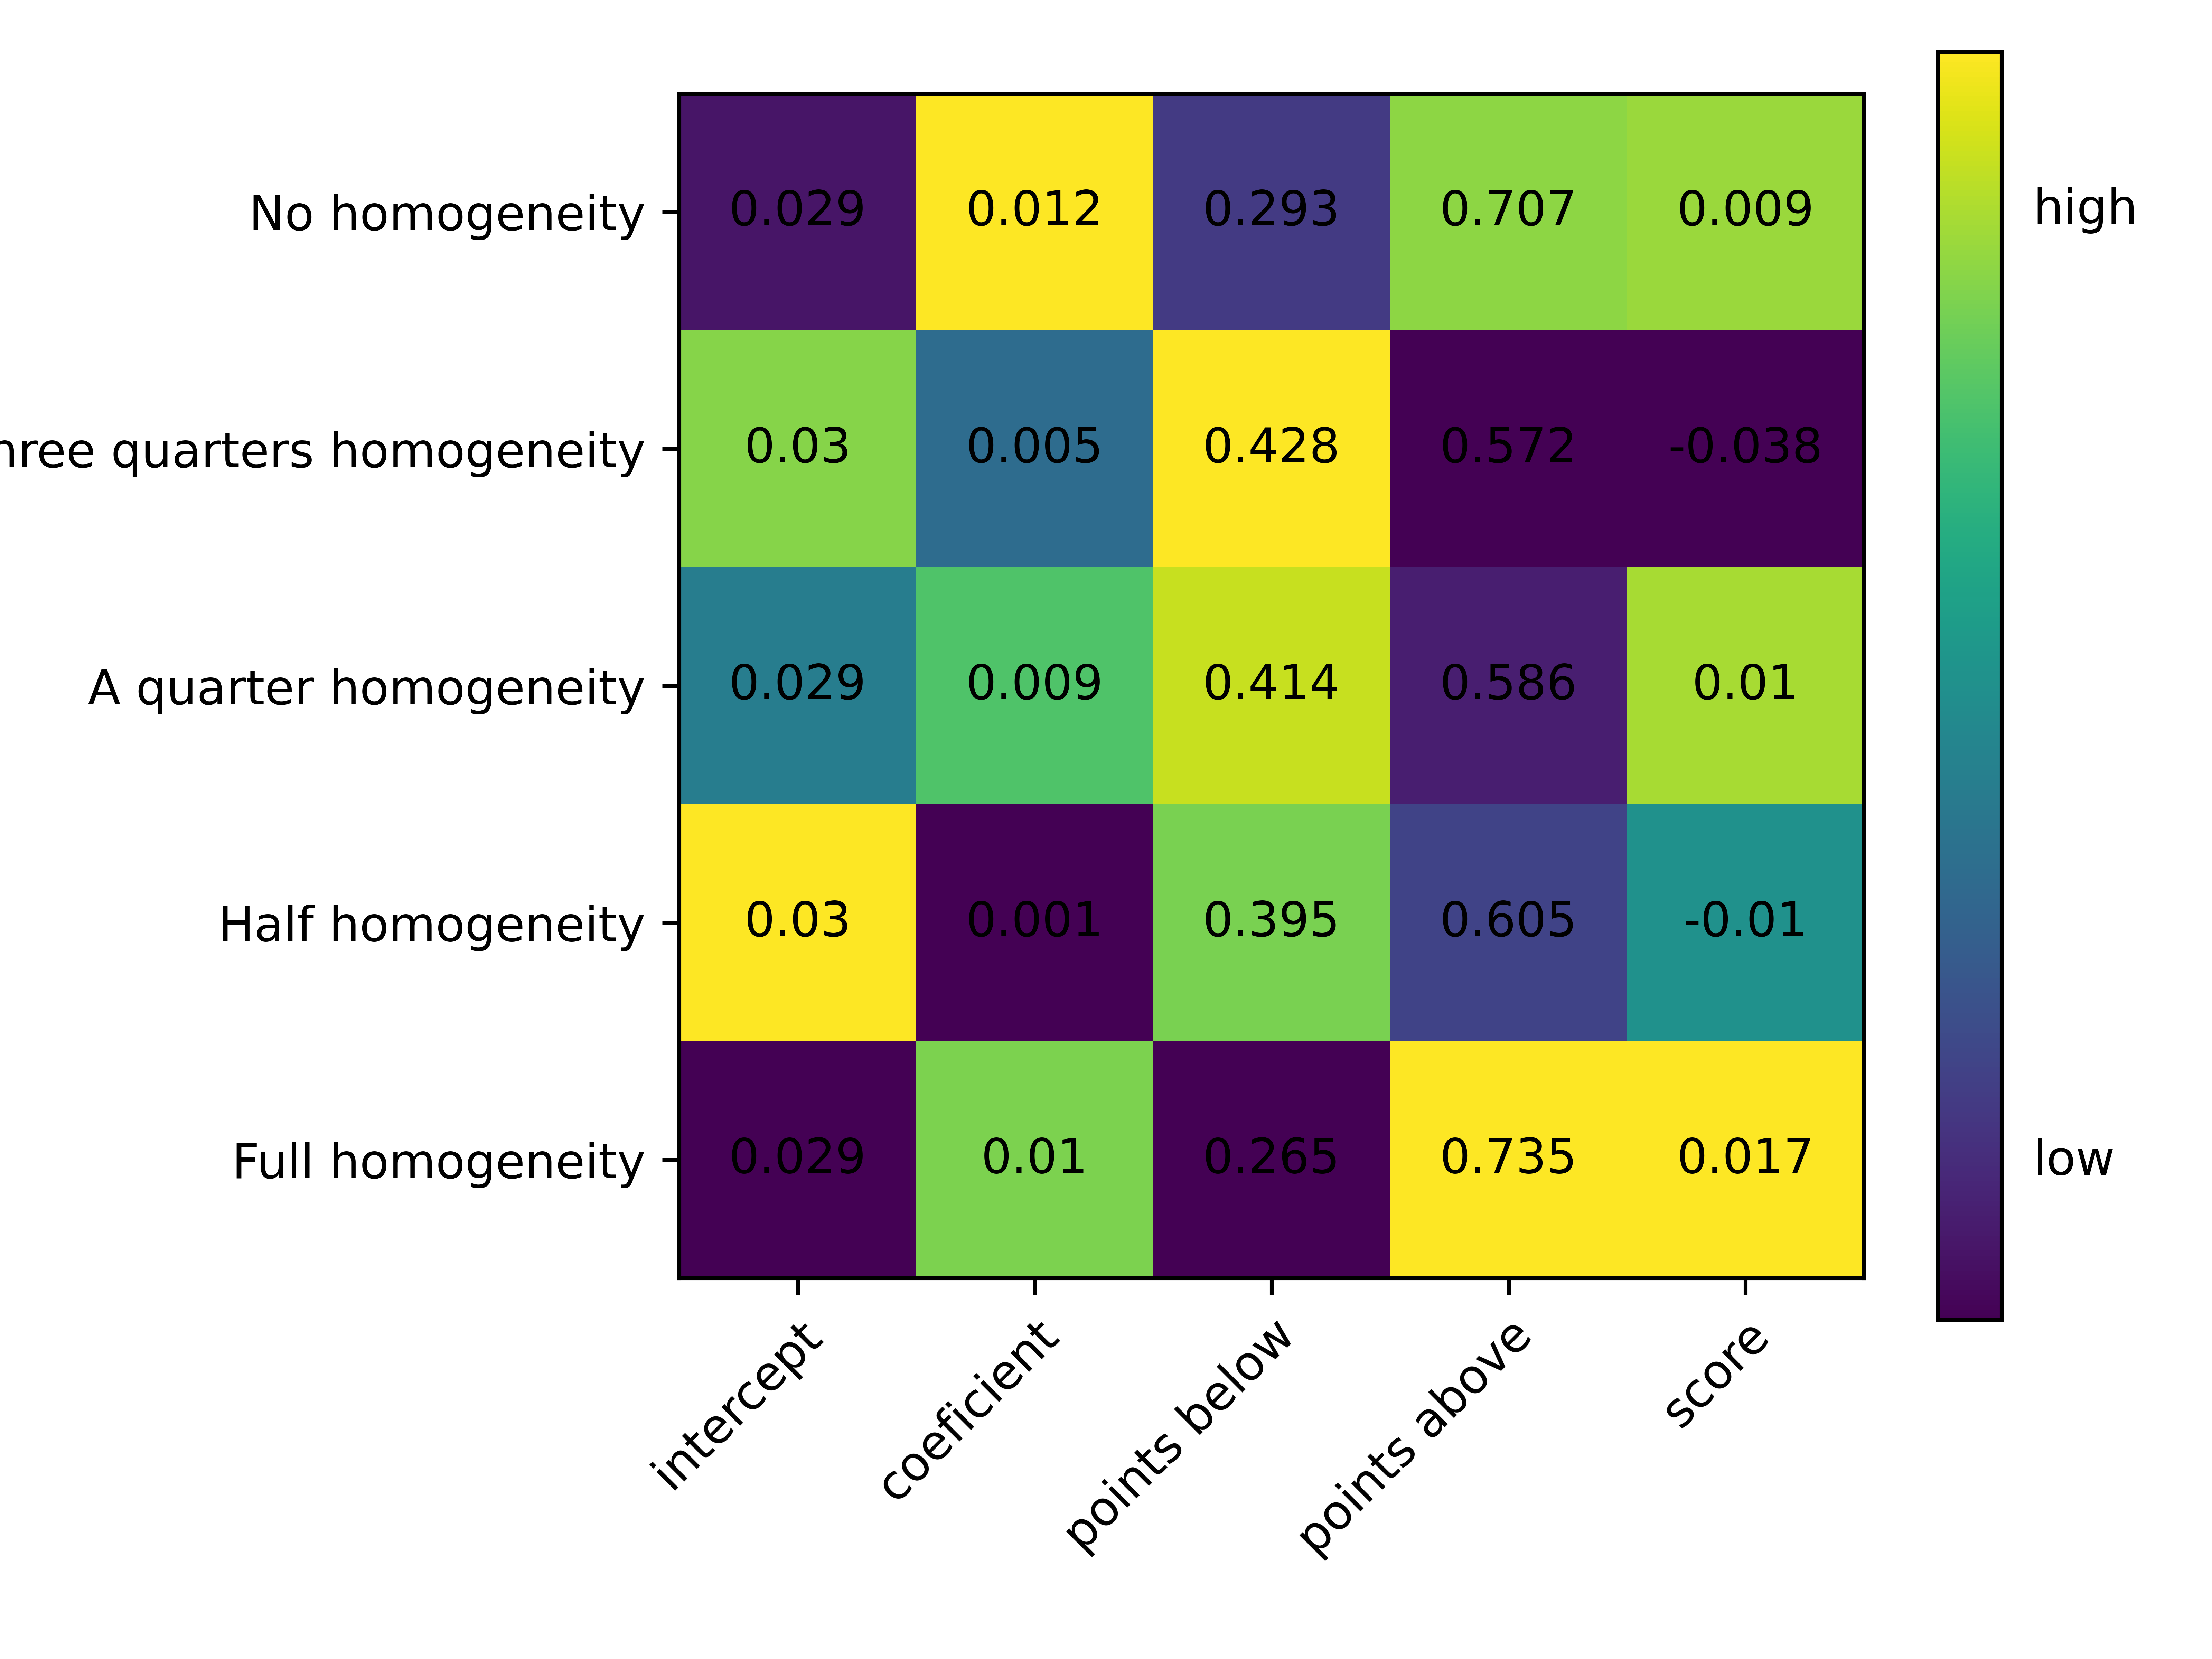 No homogeneity 0.029 0.012 0.293 0.707 0.009 high
hree quarters homogeneity 0.03 0.005 0.428 0.572 -0.038
A quarter homogeneity 0.029 0.009 0.414 0.586 0.01
Half homogeneity 0.03 0.001 0.395 0.605 -0.01
Full homogeneity 0.029 0.01 0.265 0.735 0.017 low
intercept coeficient points below points above score